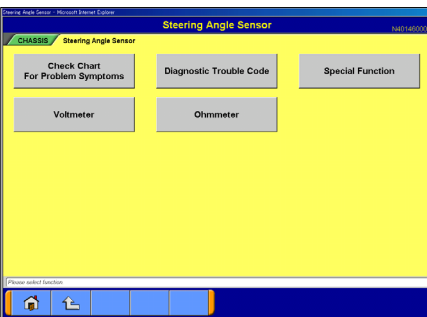 Steering Angle Sensor - Microsoft Internet Explorer
Steering Angle Sensor
N40146000
CHASSIS Steering Angle Sensor
Check Chart
For Problem Symptoms
Diagnostic Trouble Code
Special Function
Voltmeter
Ohmmeter
Please select function